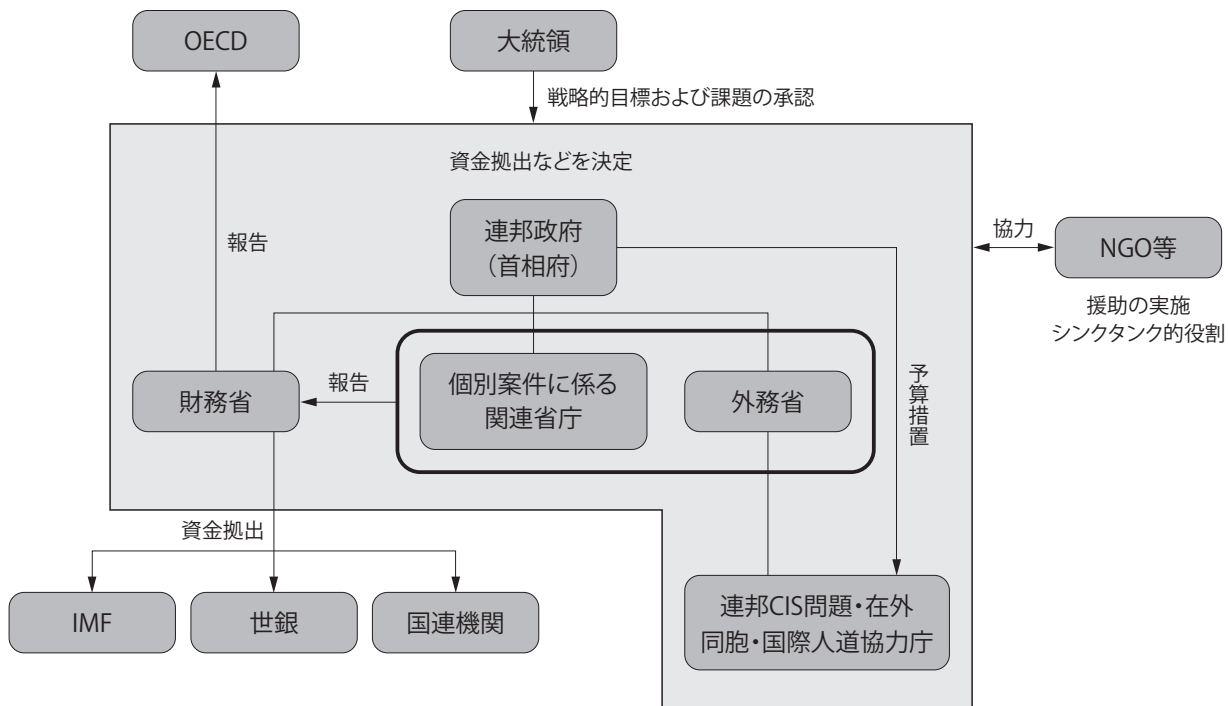 OECD
大統領
戦略的目標および課題の承認
資金拠出などを決定
連邦政府
（首相府）
報告
協力
NGO等
援助の実施
シンクタンク的役割
財務省
報告
個別案件に係る
関連省庁
外務省
予算措置
資金拠出
IMF
世銀
国連機関
連邦CIS問題・在外
同胞・国際人道協力庁